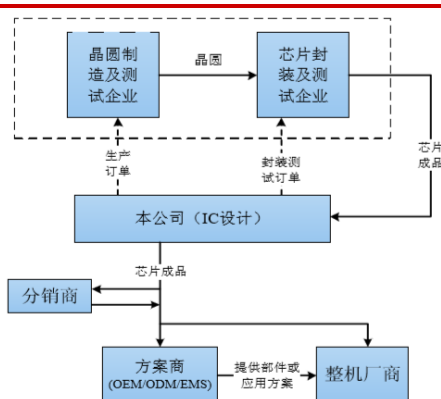 晶圆制
造及测
试企业
晶圆
芯片封
装及测
试企业
生产
订单
封装测
试订单
芯片
成品
本公司（IC设计）
芯片成品
分销商
方案商
(OEM/ODM/EMS)
提供部件或
应用方案
整机厂商